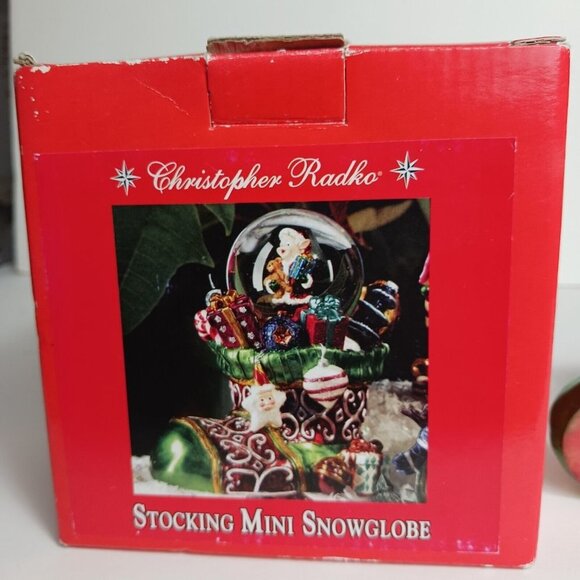 Christopher Radko®
STOCKING MINI SNOWGLOBE